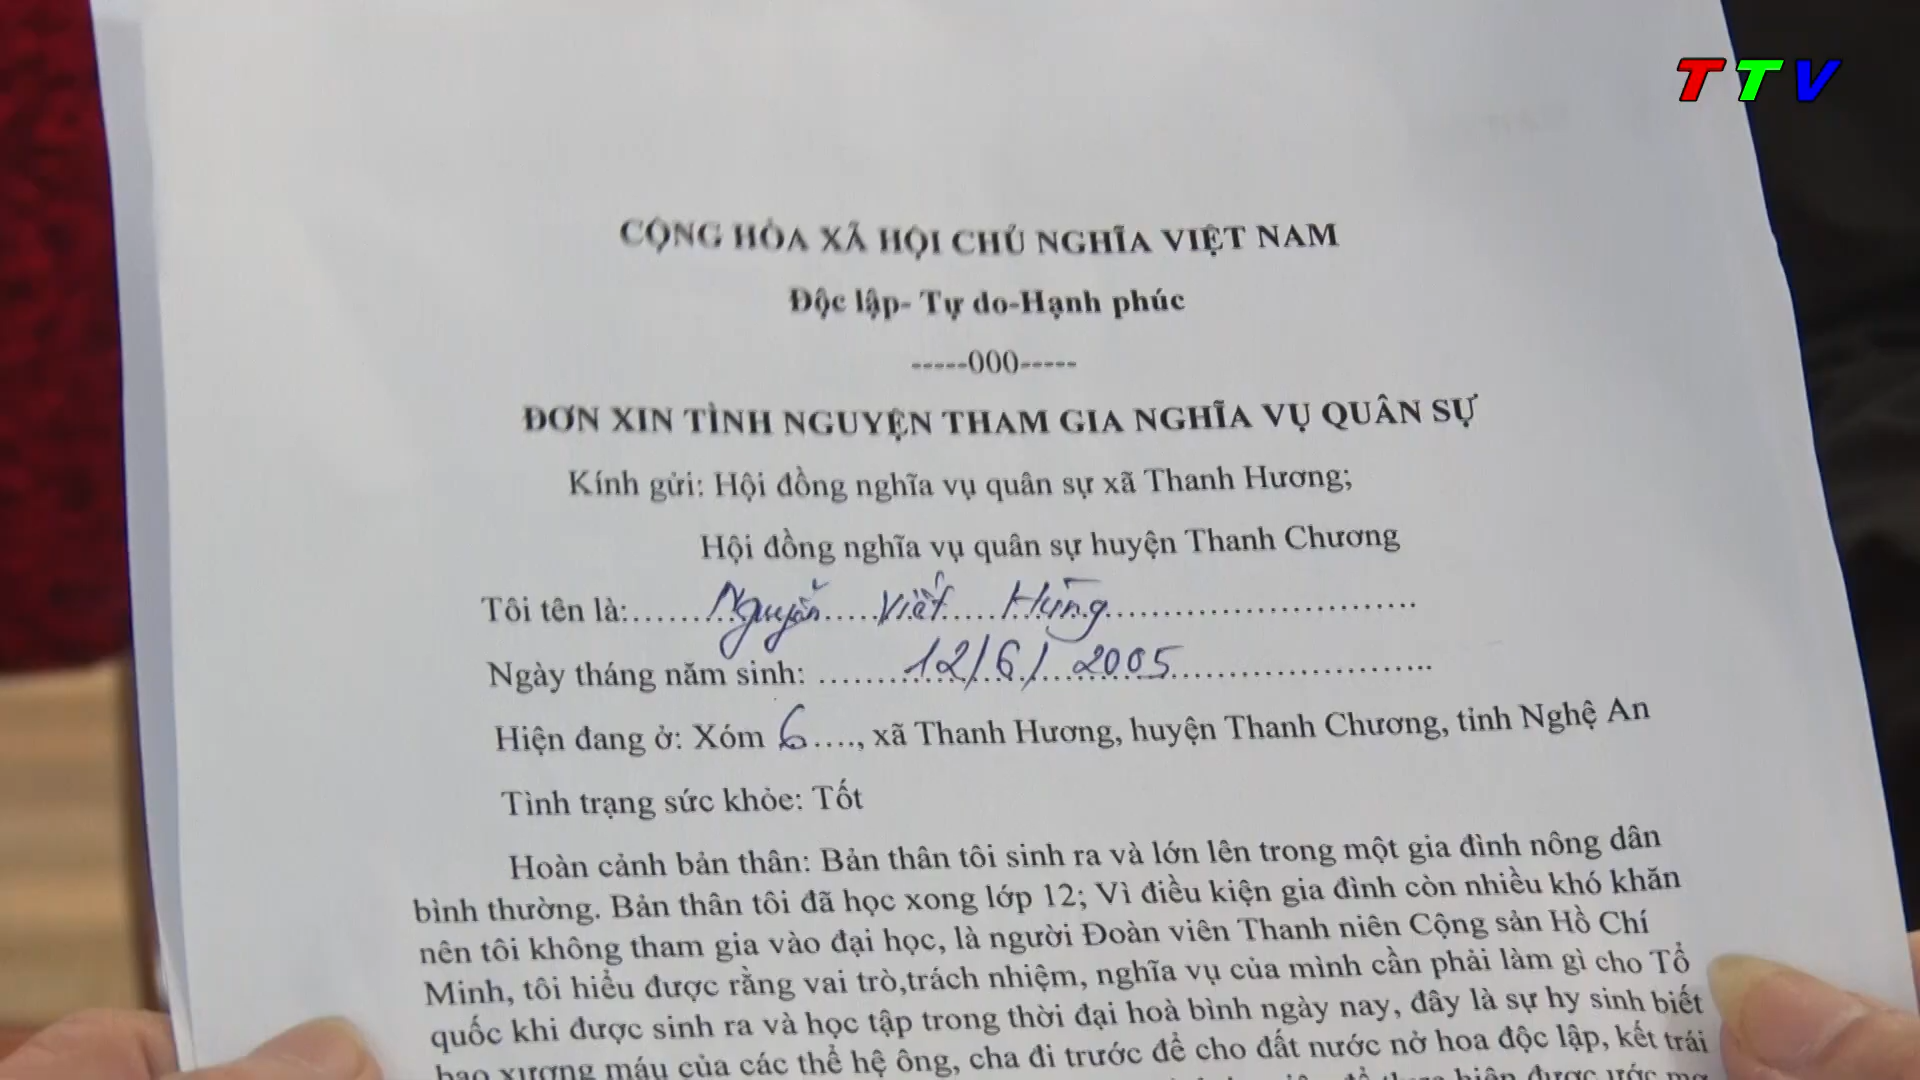 TTV
CỘNG HÒA XÃ HỘI CHỦ NGHĨA VIỆT NAM
Độc lập- Tự do-Hạnh phúc
-----000-----
ĐƠN XIN TÌNH NGUYỆN THAM GIA NGHĨA VỤ QUÂN SỰ
Kính gửi: Hội đồng nghĩa vụ quân sự xã Thanh Hương;
Hội đồng nghĩa vụ quân sự huyện Thanh Chương
Tôi tên là:......Nguyễn.....Viết....Hùng..........................
Ngày tháng năm sinh: .......12/6/.2005......................
Hiện đang ở: Xóm 6...., xã Thanh Hương, huyện Thanh Chương, tỉnh Nghệ An
Tình trạng sức khỏe: Tốt
Hoàn cảnh bản thân: Bản thân tôi sinh ra và lớn lên trong một gia đình nông dân
bình thường. Bản thân tôi đã học xong lớp 12; Vì điều kiện gia đình còn nhiều khó khăn
nên tôi không tham gia vào đại học, là người Đoàn viên Thanh niên Cộng sản Hồ Chí
Minh, tôi hiểu được rằng vai trò,trách nhiệm, nghĩa vụ của mình cần phải làm gì cho Tổ
quốc khi được sinh ra và học tập trong thời đại hoà bình ngày nay, đây là sự hy sinh biết
bao xương máu của các thể hệ ông, cha đi trước để cho đất nước nở hoa độc lập, kết trái